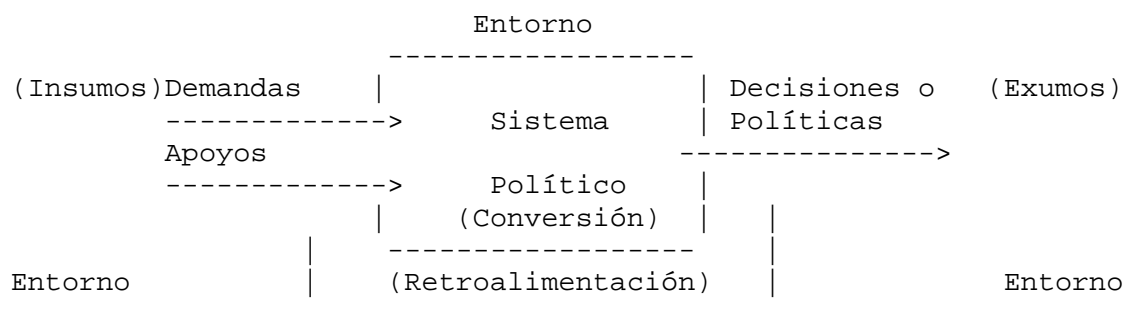 Entorno
(Insumos)Demandas Decisiones o (Exumos)
Sistema Políticas
Apoyos
Político
(Conversión)
Entorno (Retroalimentación) Entorno